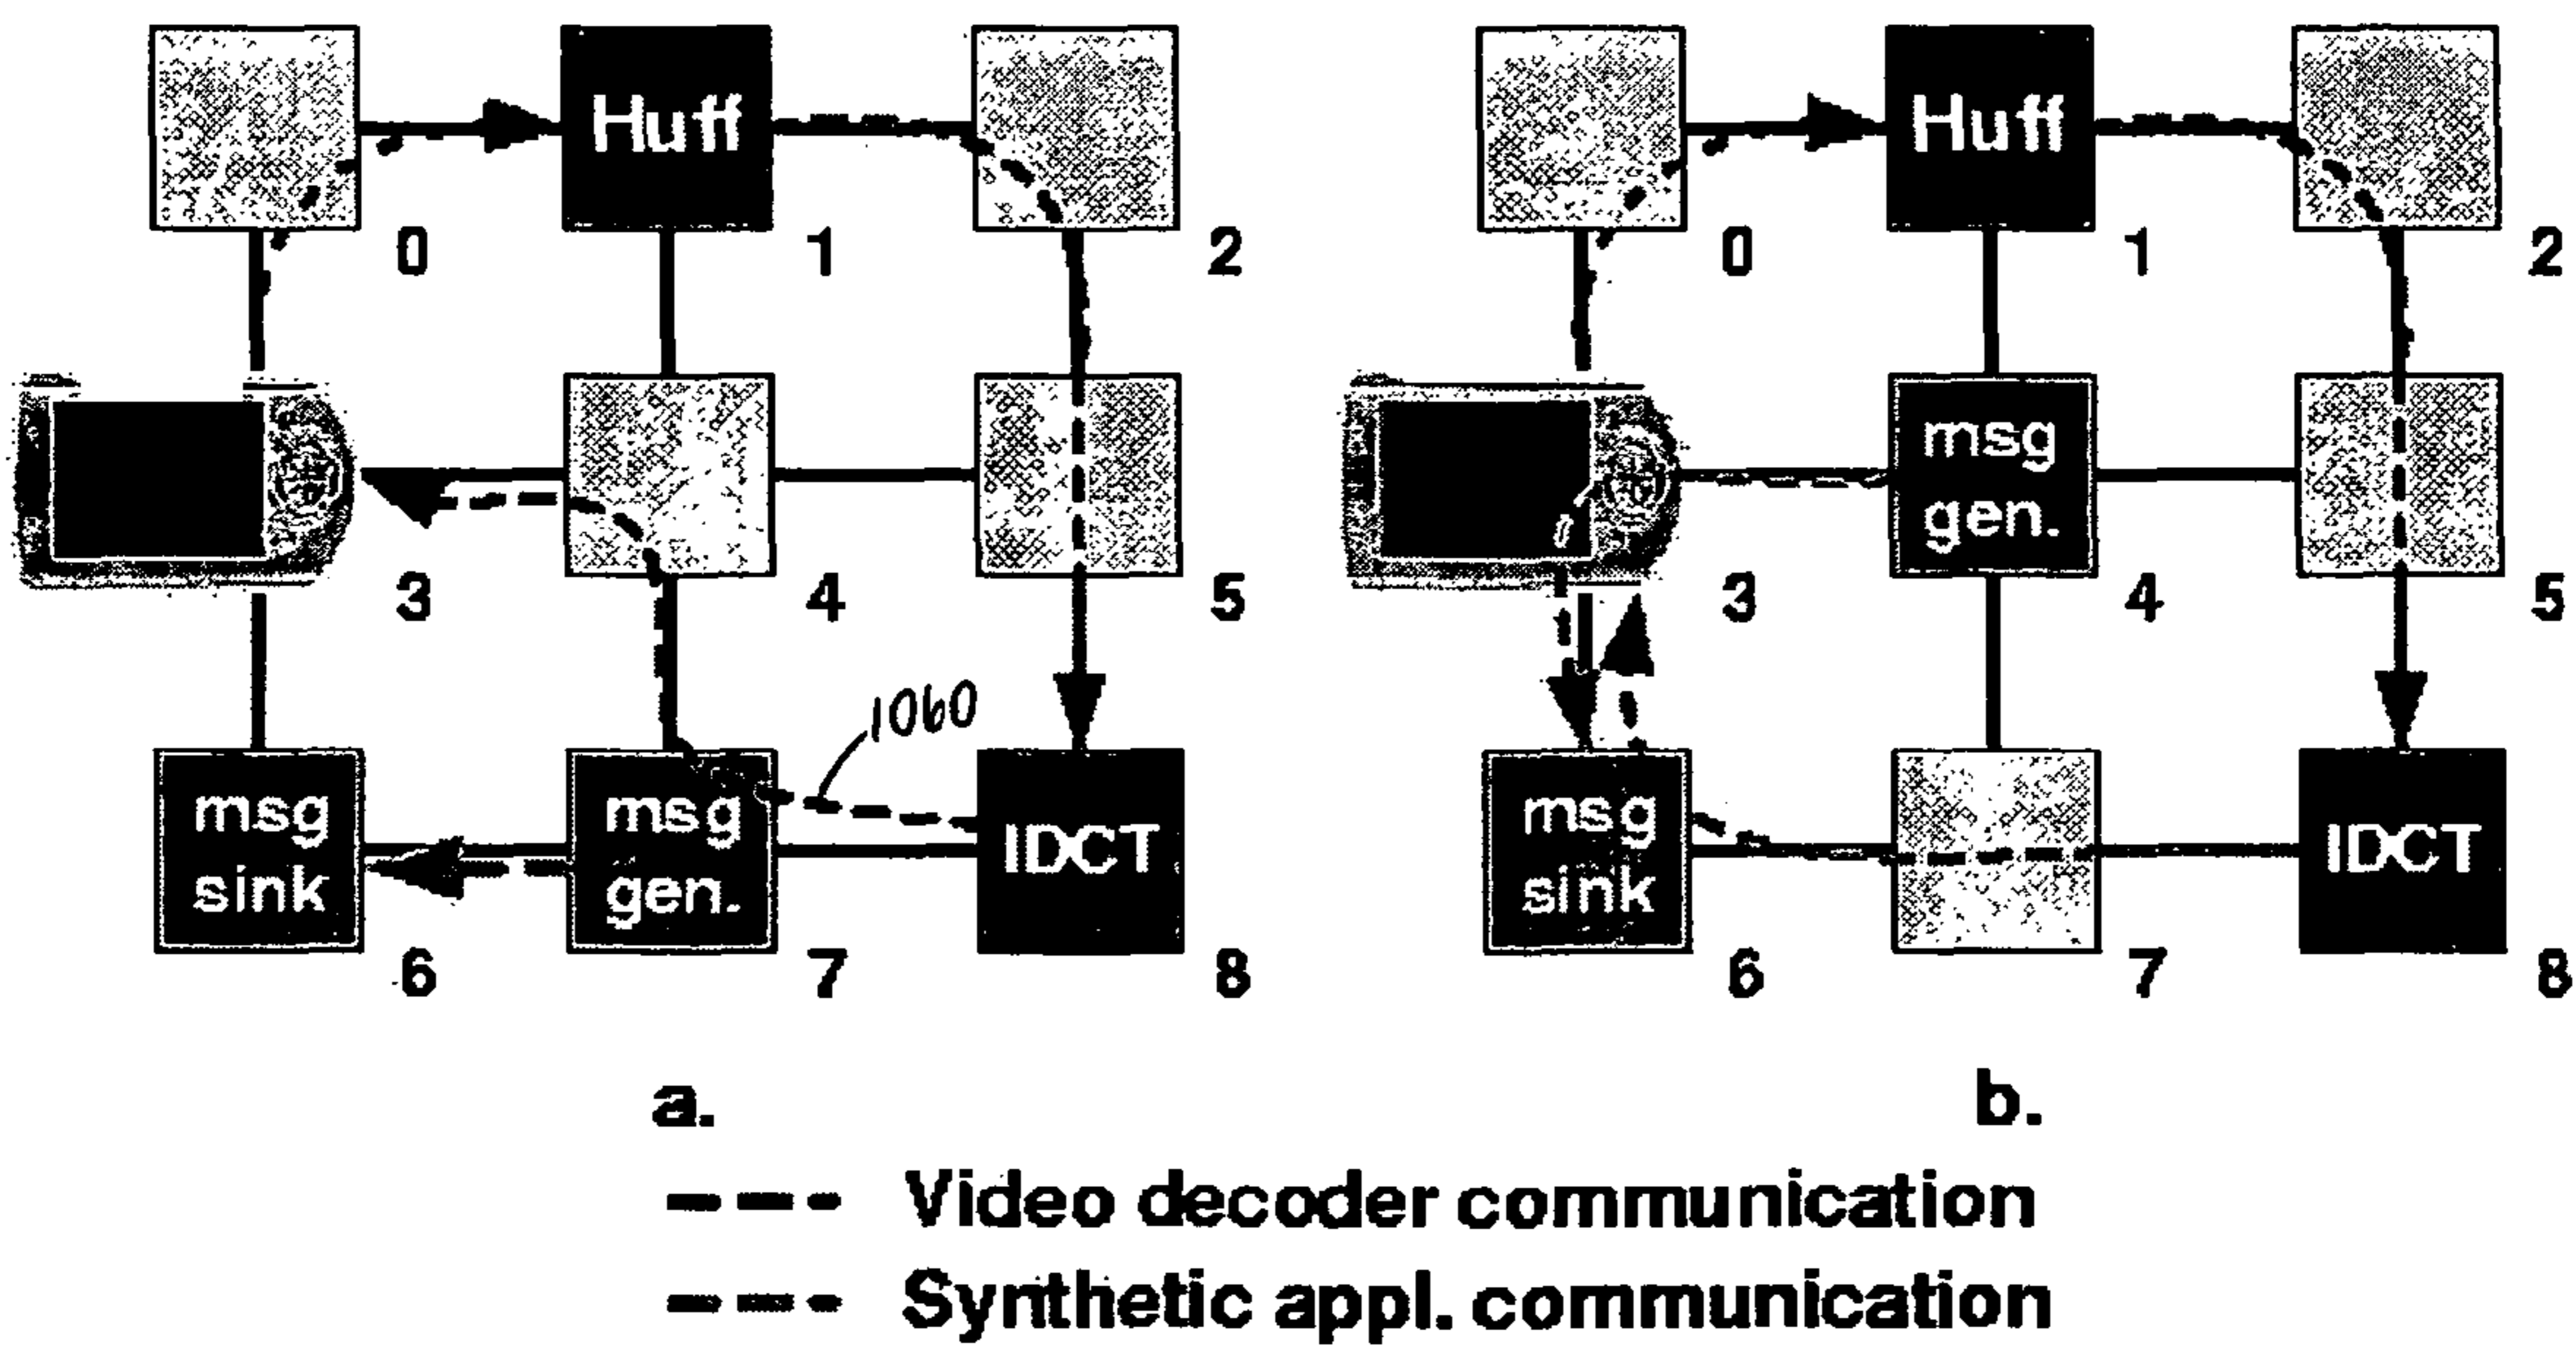 Huff Huff
0 1 2 0 1 2
msg gen.
3 4 5 3 4 5
1060
msg sink msg gen. IDCT msg sink IDCT
6 7 8 6 7 8
a. b.
Video decoder communication
Synthetic appl. communication